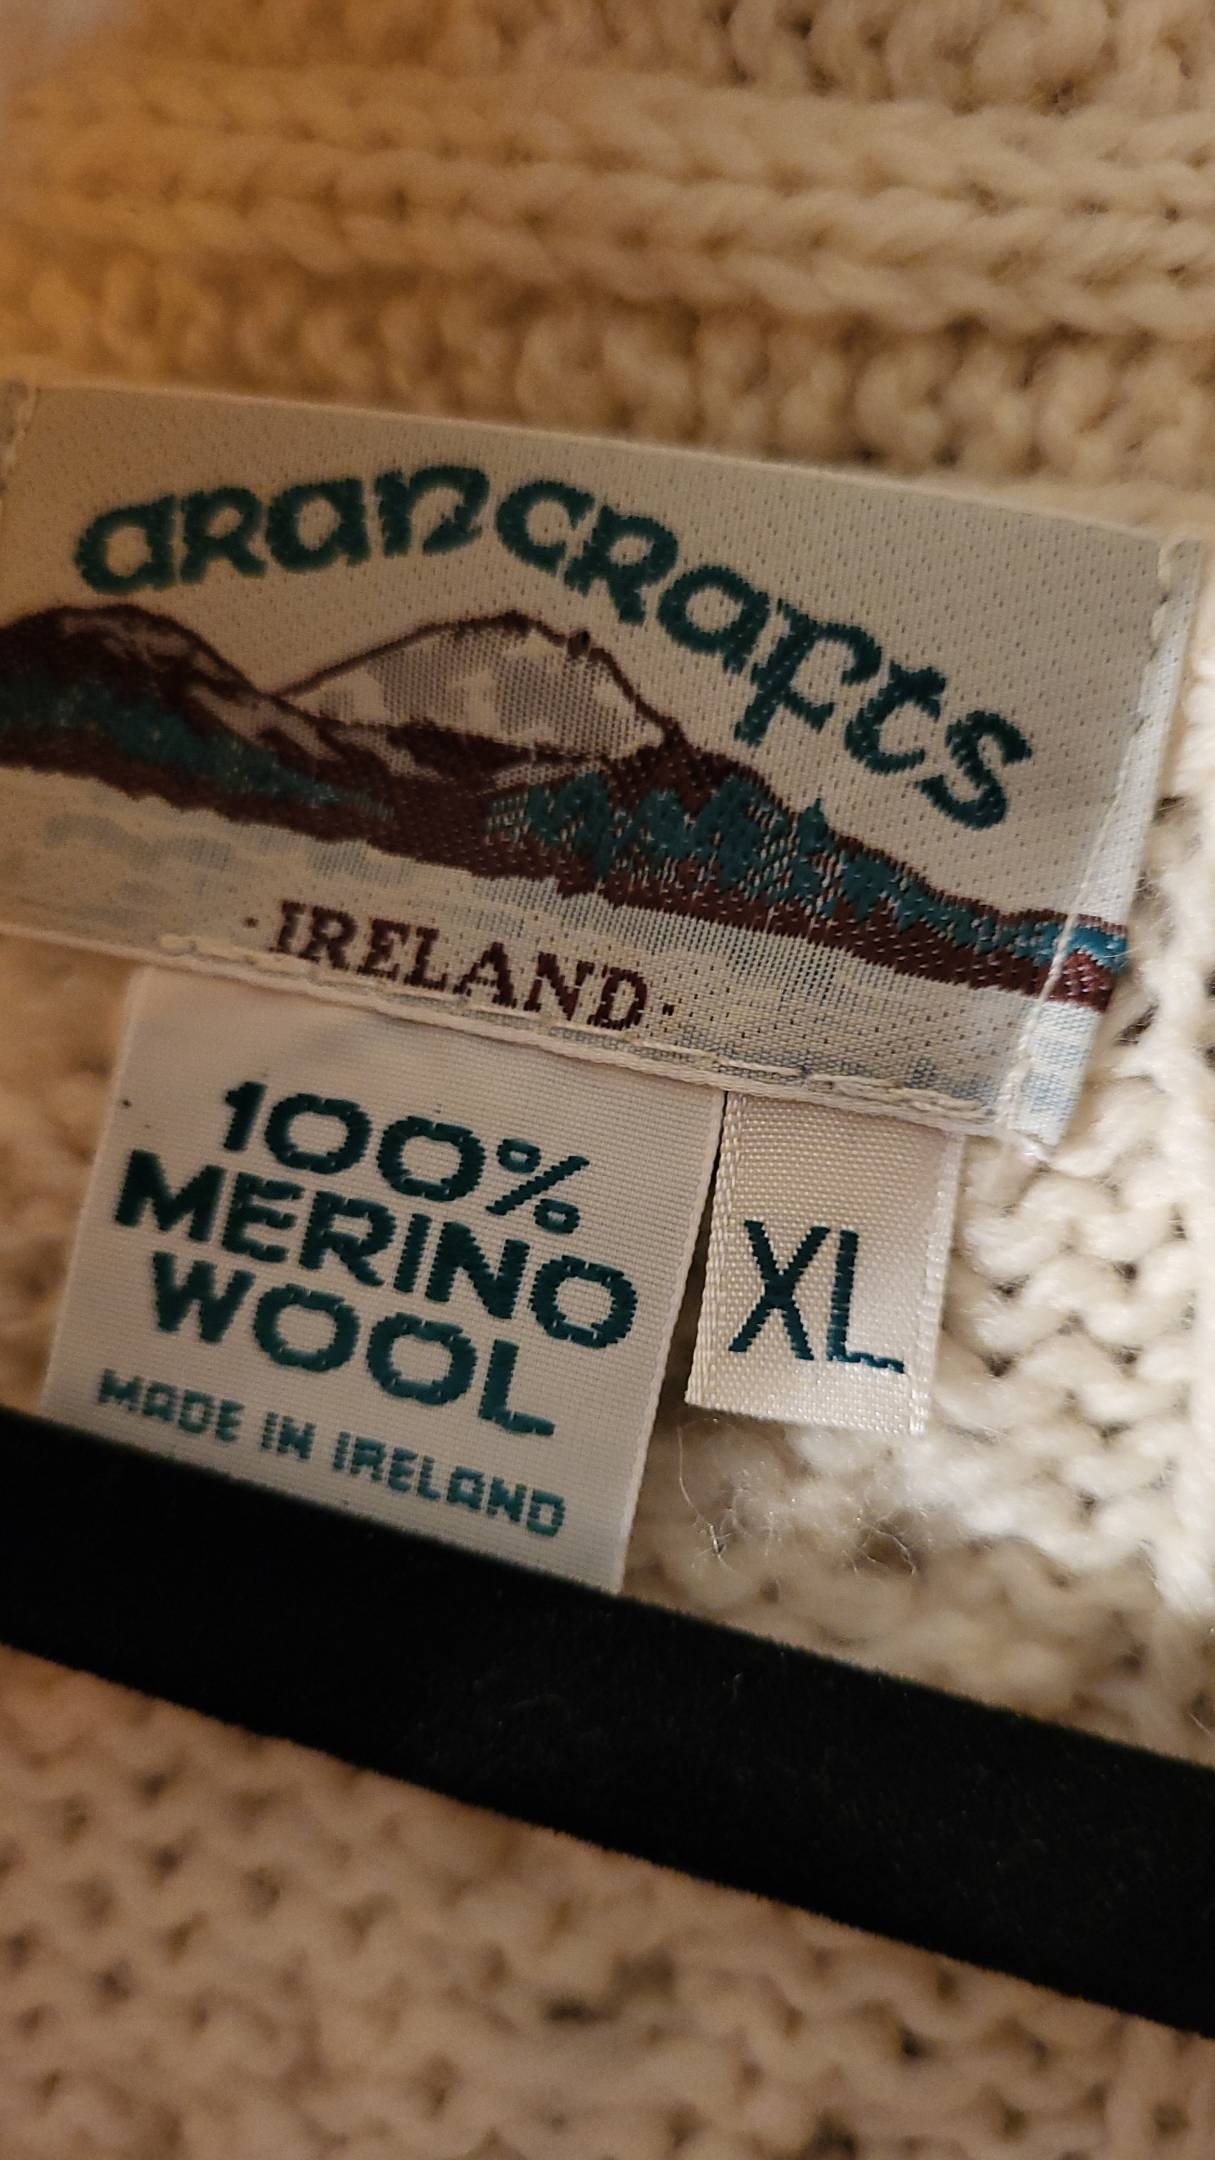 aranCRafts
·IRELAND·
100%
MERINO
WOOL
MADE IN IRELAND
XL